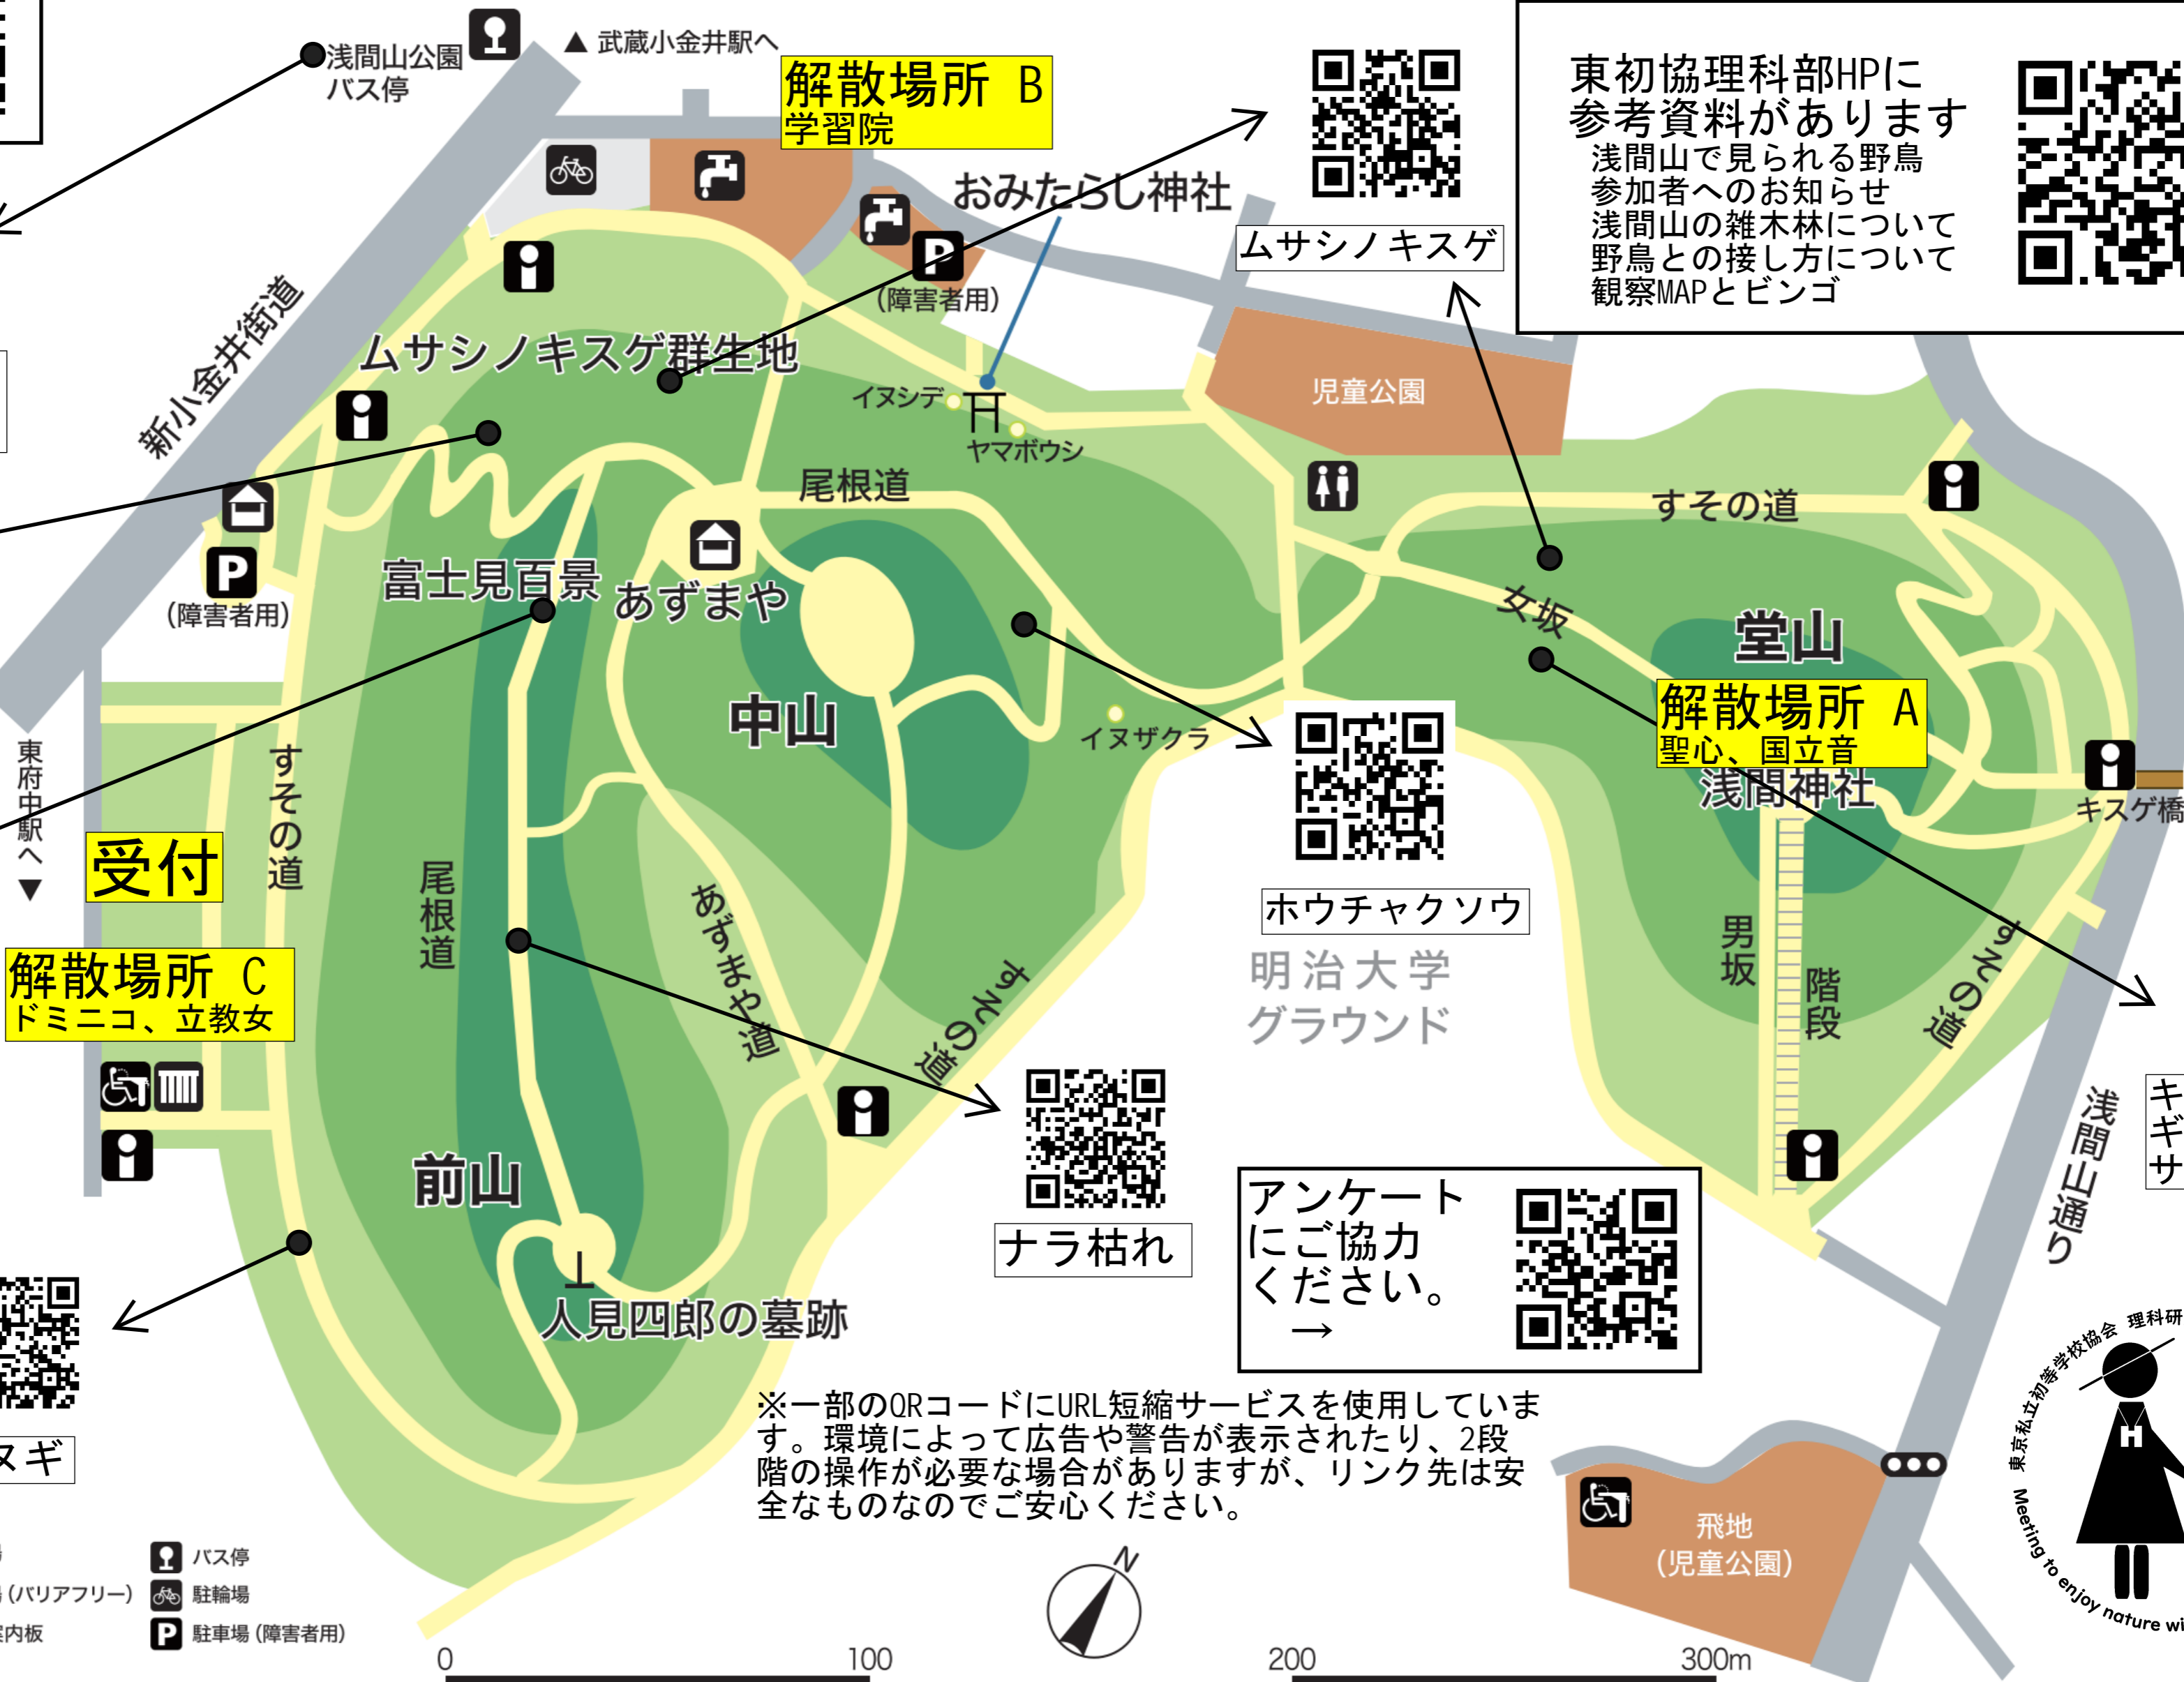 浅間山公園
バス停
▲ 武蔵小金井駅へ
解散場所 B
学習院
おみたらし神社
ムサシノキスゲ
東初協理科部HPに
参考資料があります
浅間山で見られる野鳥
参加者へのお知らせ
浅間山の雑木林について
野鳥との接し方について
観察MAPとビンゴ
P
(障害者用)
新小金井街道
ムサシノキスゲ群生地
イヌシデ
ヤマボウシ
児童公園
尾根道
すその道
P
(障害者用)
富士見百景
あずまや
女坂
堂山
中山
イヌザクラ
解散場所 A
聖心、国立音
浅間神社
キスゲ橋
東府中駅へ▼
すその道
受付
尾根道
あずまや道
すその道
ホウチャクソウ
明治大学
グラウンド
男坂
階段
すその道
解散場所 C
ドミニコ、立教女
浅間山通り
キ
ギ
サ
前山
ナラ枯れ
アンケート
にご協力
ください。
→
人見四郎の墓跡
※一部のQRコードにURL短縮サービスを使用していま
す。環境によって広告や警告が表示されたり、2段
階の操作が必要な場合がありますが、リンク先は安
全なものなのでご安心ください。
ヌギ
バス停
(バリアフリー)
駐輪場
案内板
P 駐車場(障害者用)
N
0 100 200 300m
飛地
(児童公園)
東京私立初等学校協会 理科研
H
Meeting to enjoy nature wi